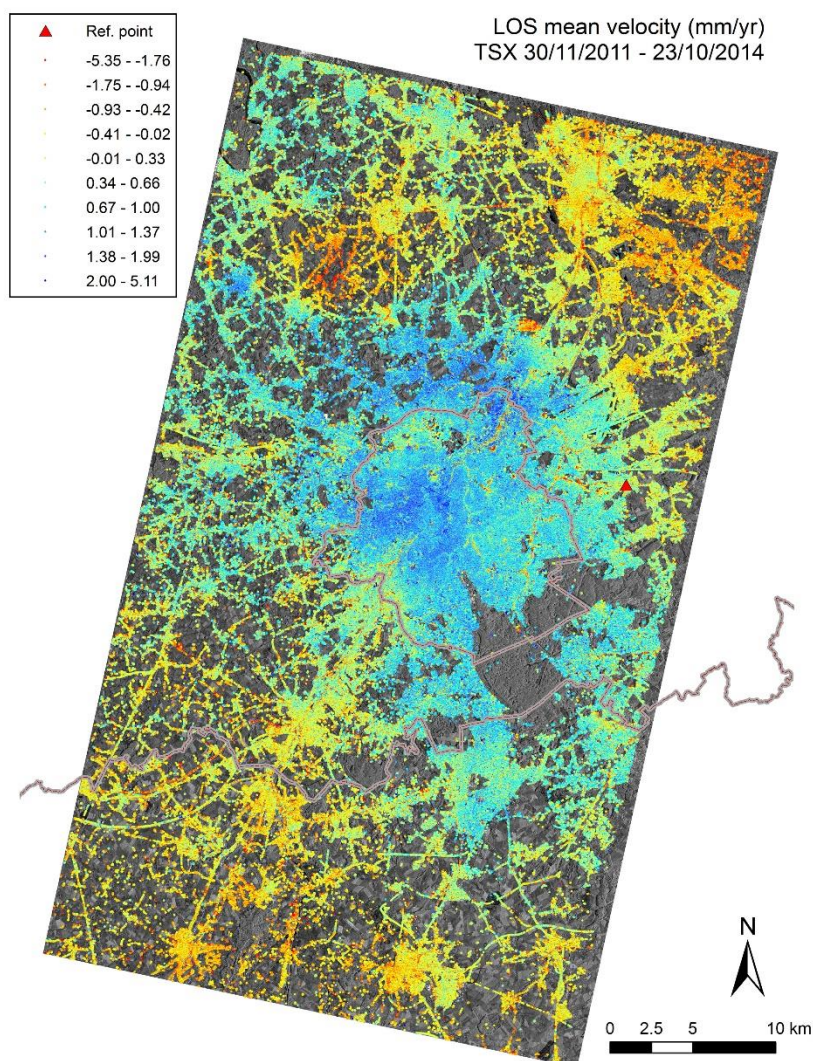 LOS mean velocity (mm/yr)
TSX 30/11/2011 - 23/10/2014
Ref. point
-5.35 - -1.76
-1.75 - -0.94
-0.93 - -0.42
-0.41 - -0.02
-0.01 - 0.33
0.34 - 0.66
0.67 - 1.00
1.01 - 1.37
1.38 - 1.99
2.00 - 5.11
N
0 2.5 5 10 km